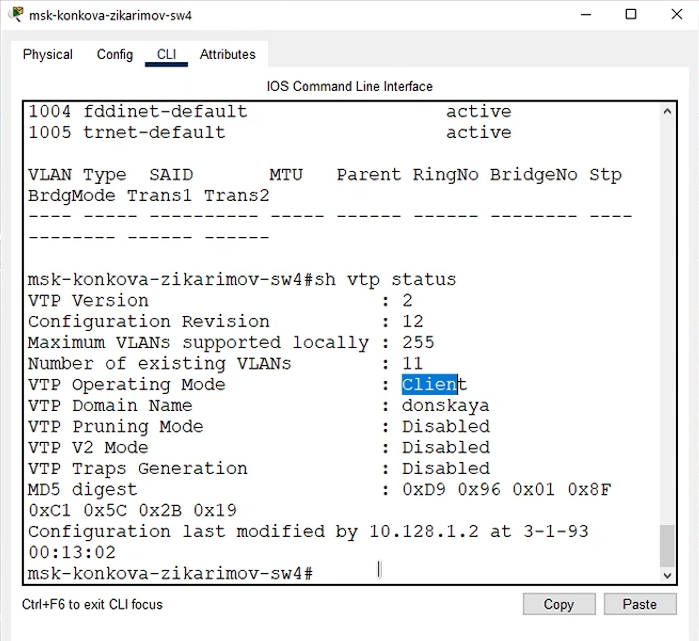 msk-konkova-zikarimov-sw4
Physical Config CLI Attributes
IOS Command Line Interface
1004 fddinet-default active
1005 trnet-default active
VLAN Type SAID MTU Parent RingNo BridgeNo Stp
BrdgMode Trans1 Trans2
---- ----- ---------- ----- ------ ------ -------- ----
-------- ------ ------
msk-konkova-zikarimov-sw4#sh vtp status
VTP Version : 2
Configuration Revision : 12
Maximum VLANs supported locally : 255
Number of existing VLANs : 11
VTP Operating Mode : Client
VTP Domain Name : donskaya
VTP Pruning Mode : Disabled
VTP V2 Mode : Disabled
VTP Traps Generation : Disabled
MD5 digest : 0xD9 0x96 0x01 0x8F
0xC1 0x5C 0x2B 0x19
Configuration last modified by 10.128.1.2 at 3-1-93
00:13:02
msk-konkova-zikarimov-sw4#
Ctrl+F6 to exit CLI focus Copy Paste